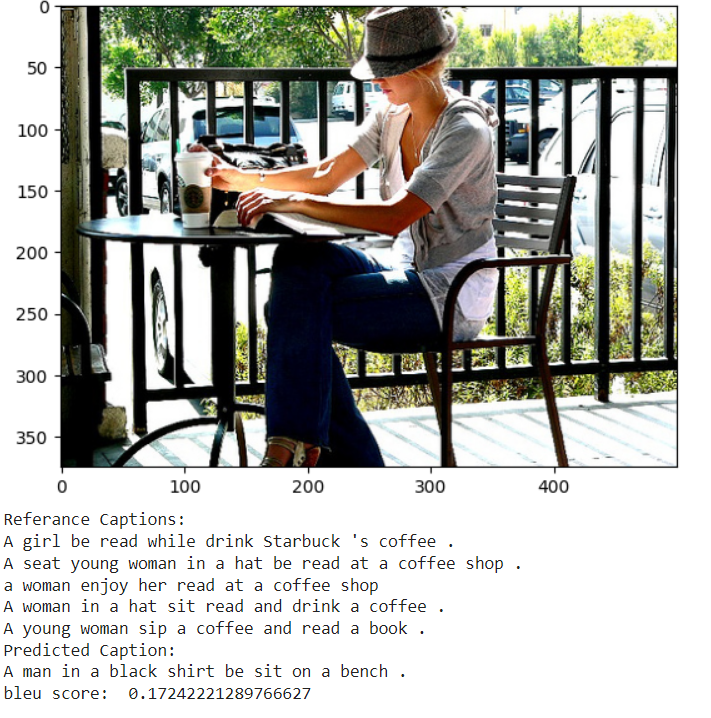 0
50
100
150
200
250
300
350
0 100 200 300 400
Referance Captions:
A girl be read while drink Starbuck 's coffee .
A seat young woman in a hat be read at a coffee shop .
a woman enjoy her read at a coffee shop
A woman in a hat sit read and drink a coffee .
A young woman sip a coffee and read a book .
Predicted Caption:
A man in a black shirt be sit on a bench .
bleu score:  0.17242221289766627